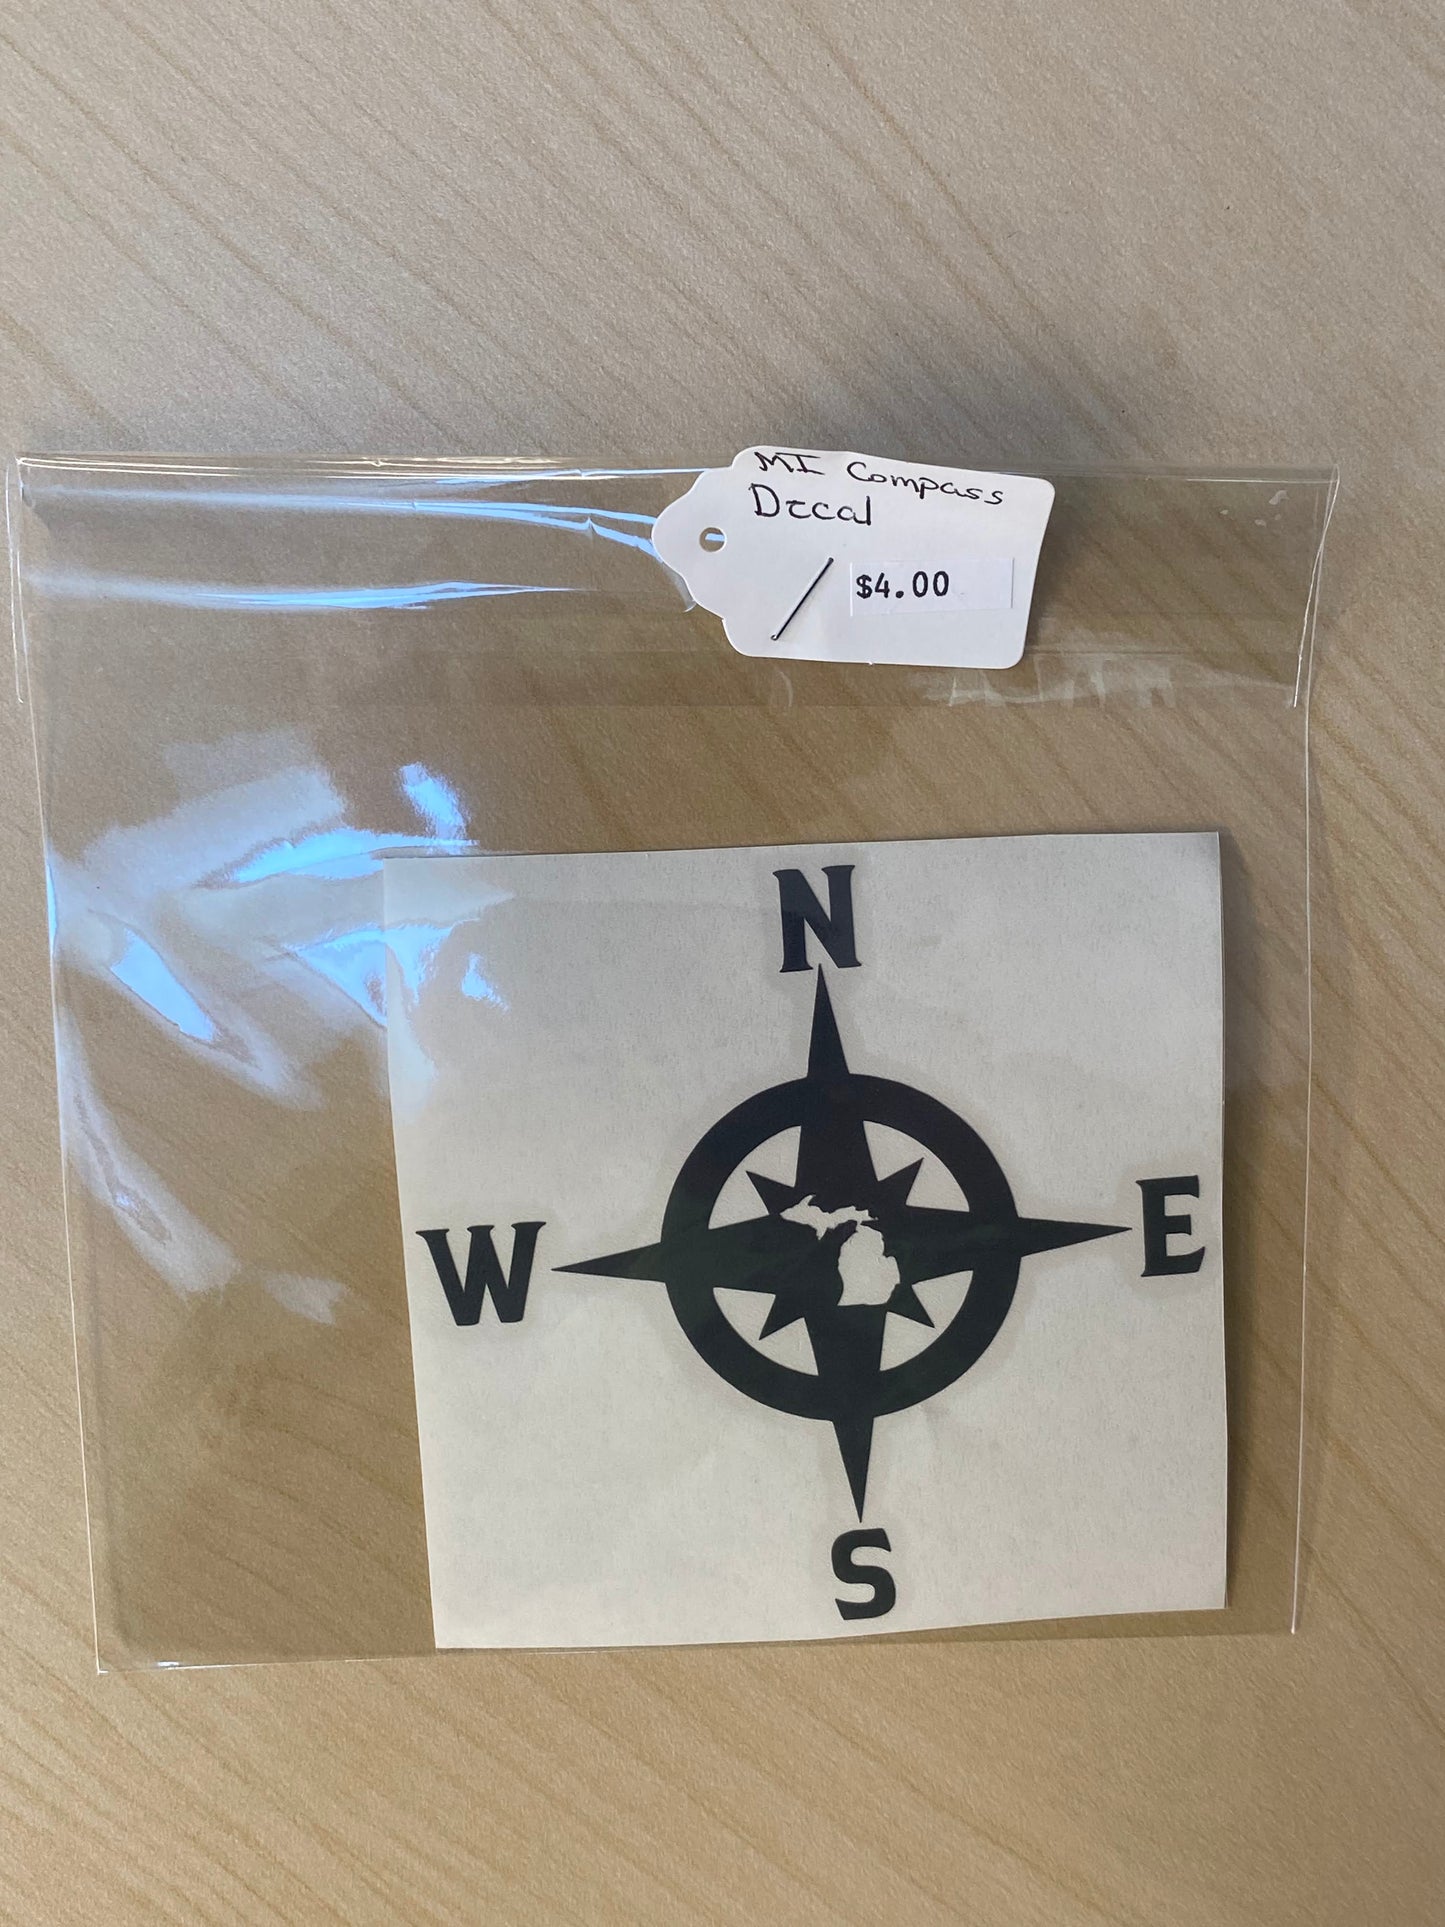 MI Compass
Decal
$4.00
N
W E
S